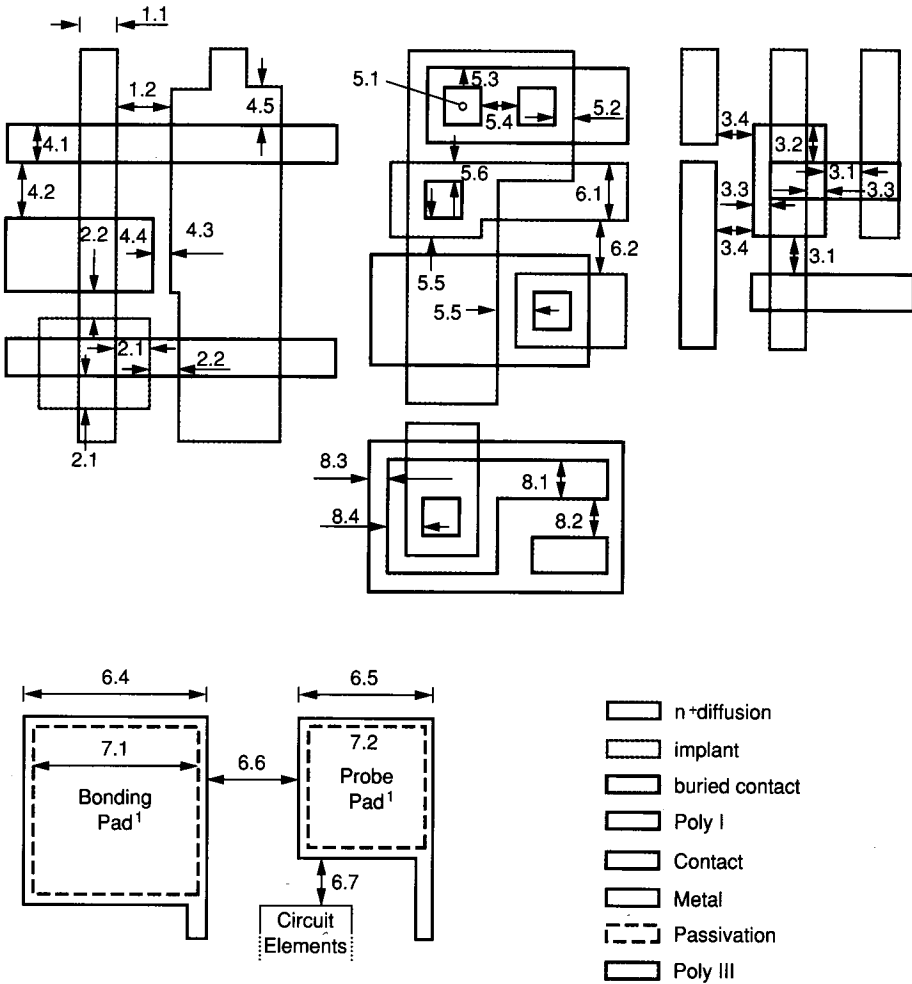 1.1
1.2
4.5
4.1
4.2
2.2
4.4
4.3
2.1
2.2
2.1
5.1
5.3
5.4
5.2
5.6
6.1
5.5
6.2
5.5
3.4
3.2
3.1
3.3
3.3
3.4
3.1
8.3
8.1
8.4
8.2
6.4
6.5
7.1
7.2
6.6
Bonding
Pad1
Probe
Pad1
6.7
Circuit
Elements
n+diffusion
implant
buried contact
Poly I
Contact
Metal
Passivation
Poly III